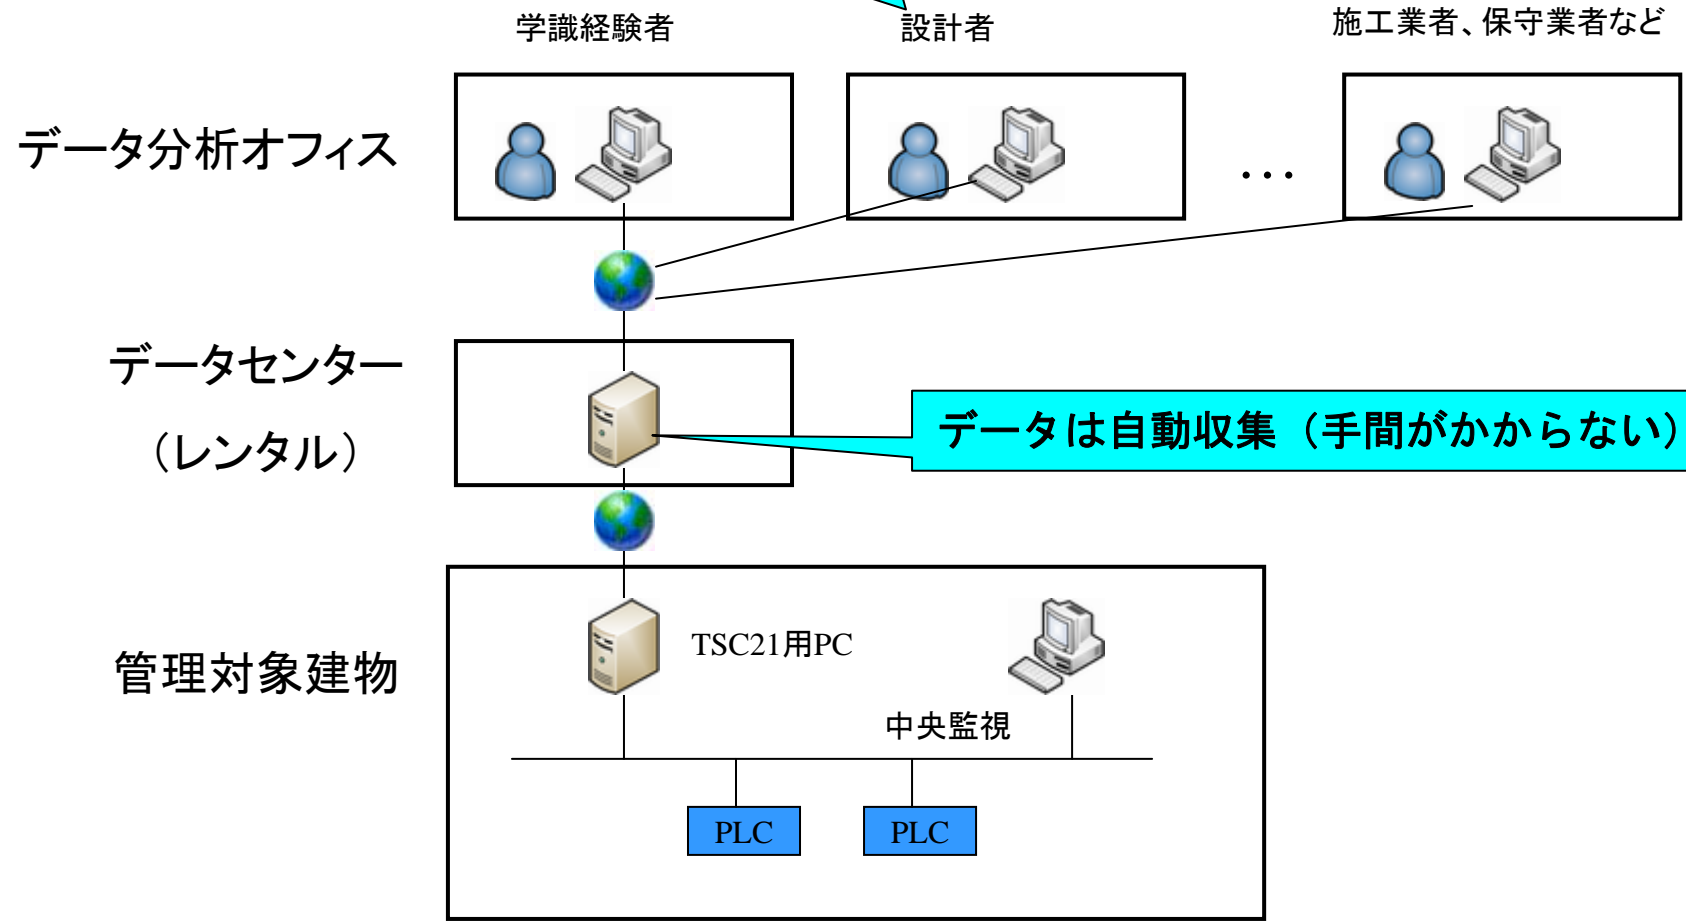 学識経験者
設計者
施工業者、保守業者など
データ分析オフィス
…
データセンター
（レンタル）
データは自動収集（手間がかからない）
管理対象建物
TSC21用PC
中央監視
PLC
PLC